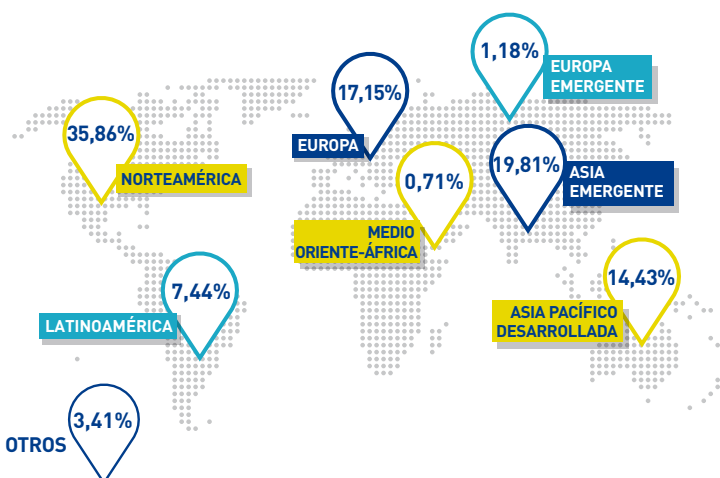 1,18%
EUROPA
EMERGENTE
17,15%
EUROPA
35,86%
NORTEAMÉRICA
0,71%
MEDIO
ORIENTE-ÁFRICA
19,81%
ASIA
EMERGENTE
7,44%
LATINOAMÉRICA
14,43%
ASIA PACÍFICO
DESARROLLADA
3,41%
OTROS